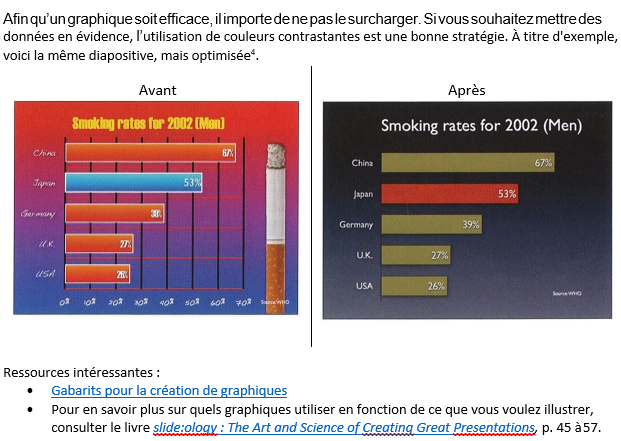 Afin qu'un graphique soit efficace, il importe de ne pas le surcharger. Si vous souhaitez mettre des
données en évidence, l'utilisation de couleurs contrastantes est une bonne stratégie. À titre d'exemple,
voici la même diapositive, mais optimisée⁴.
Avant
Smoking rates for 2002 (Men)
China 67%
Japan 53%
Germany 39%
U.K. 27%
USA 26%
0% 10% 20% 30% 40% 50% 60% 70%
Source: WHO
Après
Smoking rates for 2002 (Men)
China 67%
Japan 53%
Germany 39%
U.K. 27%
USA 26%
Source: WHO
Ressources intéressantes :
• Gabarits pour la création de graphiques
• Pour en savoir plus sur quels graphiques utiliser en fonction de ce que vous voulez illustrer,
consulter le livre slide:ology : The Art and Science of Creating Great Presentations, p. 45 à 57.